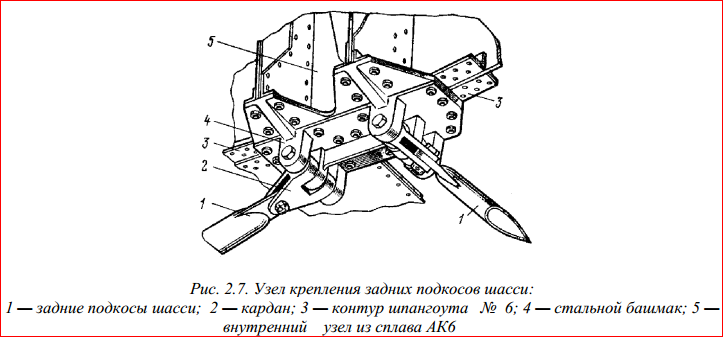 5
4
3
3
2
1
1
Рис. 2.7. Узел крепления задних подкосов шасси:
1 — задние подкосы шасси; 2 — кардан; 3 — контур шпангоута № 6; 4 — стальной башмак; 5 —
внутренний узел из сплава АК6